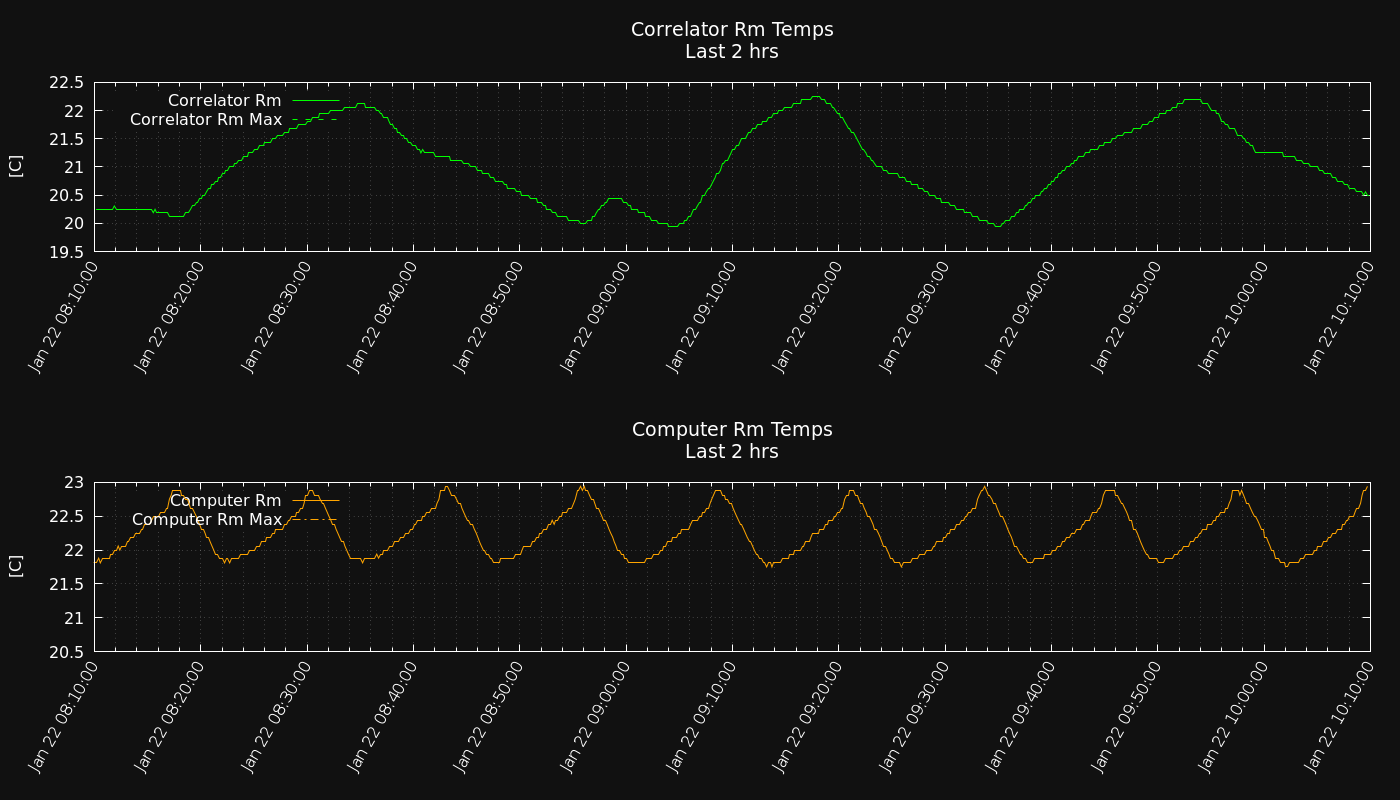 Correlator Rm Temps
Last 2 hrs
22.5
22
21.5
21
20.5
20
19.5
[C]
Correlator Rm
Correlator Rm Max
Jan 22 08:10:00
Jan 22 08:20:00
Jan 22 08:30:00
Jan 22 08:40:00
Jan 22 08:50:00
Jan 22 09:00:00
Jan 22 09:10:00
Jan 22 09:20:00
Jan 22 09:30:00
Jan 22 09:40:00
Jan 22 09:50:00
Jan 22 10:00:00
Jan 22 10:10:00
Computer Rm Temps
Last 2 hrs
23
22.5
22
21.5
21
20.5
[C]
Computer Rm
Computer Rm Max
Jan 22 08:10:00
Jan 22 08:20:00
Jan 22 08:30:00
Jan 22 08:40:00
Jan 22 08:50:00
Jan 22 09:00:00
Jan 22 09:10:00
Jan 22 09:20:00
Jan 22 09:30:00
Jan 22 09:40:00
Jan 22 09:50:00
Jan 22 10:00:00
Jan 22 10:10:00